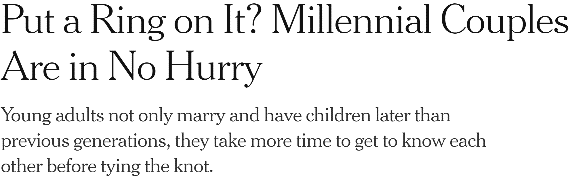 Put a Ring on It? Millennial Couples
Are in No Hurry
Young adults not only marry and have children later than
previous generations, they take more time to get to know each
other before tying the knot.